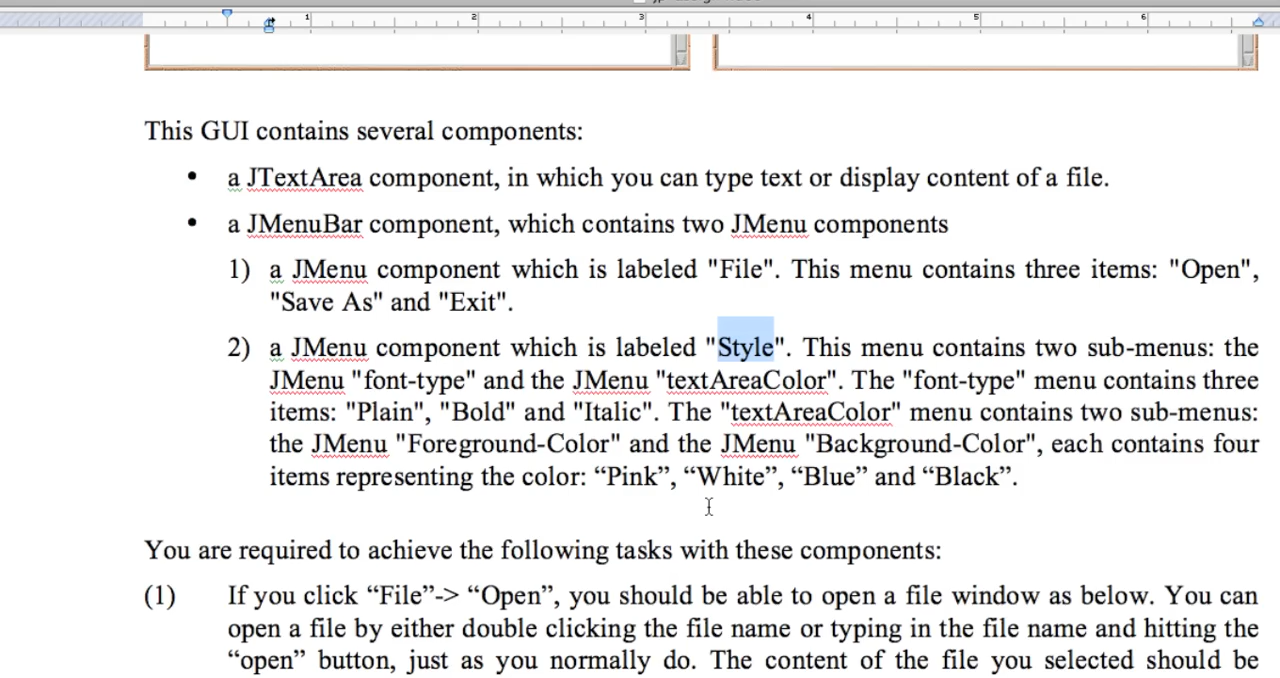 1 2 3 4 5 6
This GUI contains several components:
• a JTextArea component, in which you can type text or display content of a file.
• a JMenuBar component, which contains two JMenu components
1) a JMenu component which is labeled "File". This menu contains three items: "Open",
"Save As" and "Exit".
2) a JMenu component which is labeled "Style". This menu contains two sub-menus: the
JMenu "font-type" and the JMenu "textAreaColor". The "font-type" menu contains three
items: "Plain", "Bold" and "Italic". The "textAreaColor" menu contains two sub-menus:
the JMenu "Foreground-Color" and the JMenu "Background-Color", each contains four
items representing the color: “Pink”, “White”, “Blue” and “Black”.
You are required to achieve the following tasks with these components:
(1) If you click “File”-> “Open”, you should be able to open a file window as below. You can
open a file by either double clicking the file name or typing in the file name and hitting the
“open” button, just as you normally do. The content of the file you selected should be